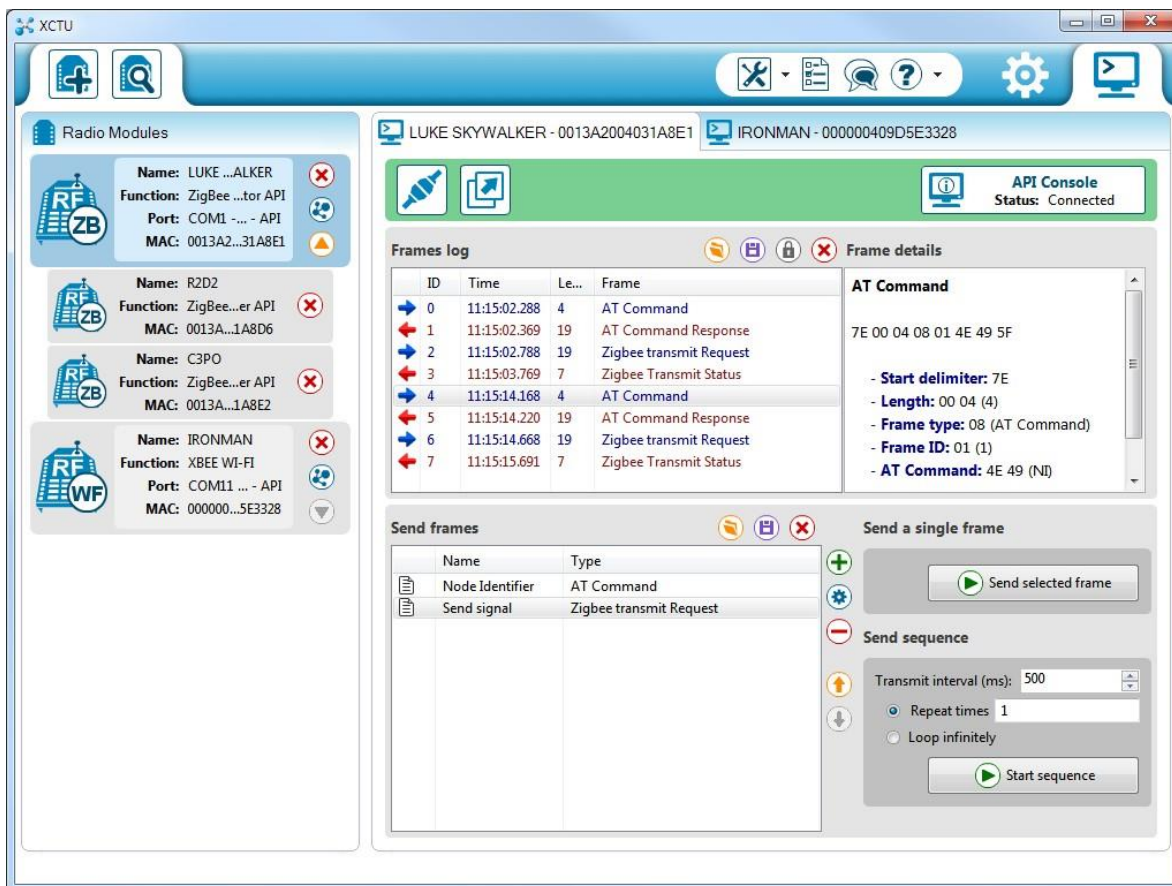 XCTU
Radio Modules
RF
ZB
Name: LUKE ...ALKER
Function: ZigBee ...tor API
Port: COM1 -... - API
MAC: 0013A2...31A8E1
RF
ZB
Name: R2D2
Function: ZigBee...er API
MAC: 0013A...1A8D6
RF
ZB
Name: C3PO
Function: ZigBee...er API
MAC: 0013A...1A8E2
RF
WF
Name: IRONMAN
Function: XBEE WI-FI
Port: COM11 ... - API
MAC: 000000...5E3328
LUKE SKYWALKER - 0013A2004031A8E1
IRONMAN - 000000409D5E3328
API Console
Status: Connected
Frames log
ID Time Le... Frame
0 11:15:02.288 4 AT Command
1 11:15:02.369 19 AT Command Response
2 11:15:02.788 19 Zigbee transmit Request
3 11:15:03.769 7 Zigbee Transmit Status
4 11:15:14.168 4 AT Command
5 11:15:14.220 19 AT Command Response
6 11:15:14.668 19 Zigbee transmit Request
7 11:15:15.691 7 Zigbee Transmit Status
Frame details
AT Command
7E 00 04 08 01 4E 49 5F
- Start delimiter: 7E
- Length: 00 04 (4)
- Frame type: 08 (AT Command)
- Frame ID: 01 (1)
- AT Command: 4E 49 (NI)
Send frames
Name Type
Node Identifier AT Command
Send signal Zigbee transmit Request
Send a single frame
Send selected frame
Send sequence
Transmit interval (ms): 500
Repeat times 1
Loop infinitely
Start sequence